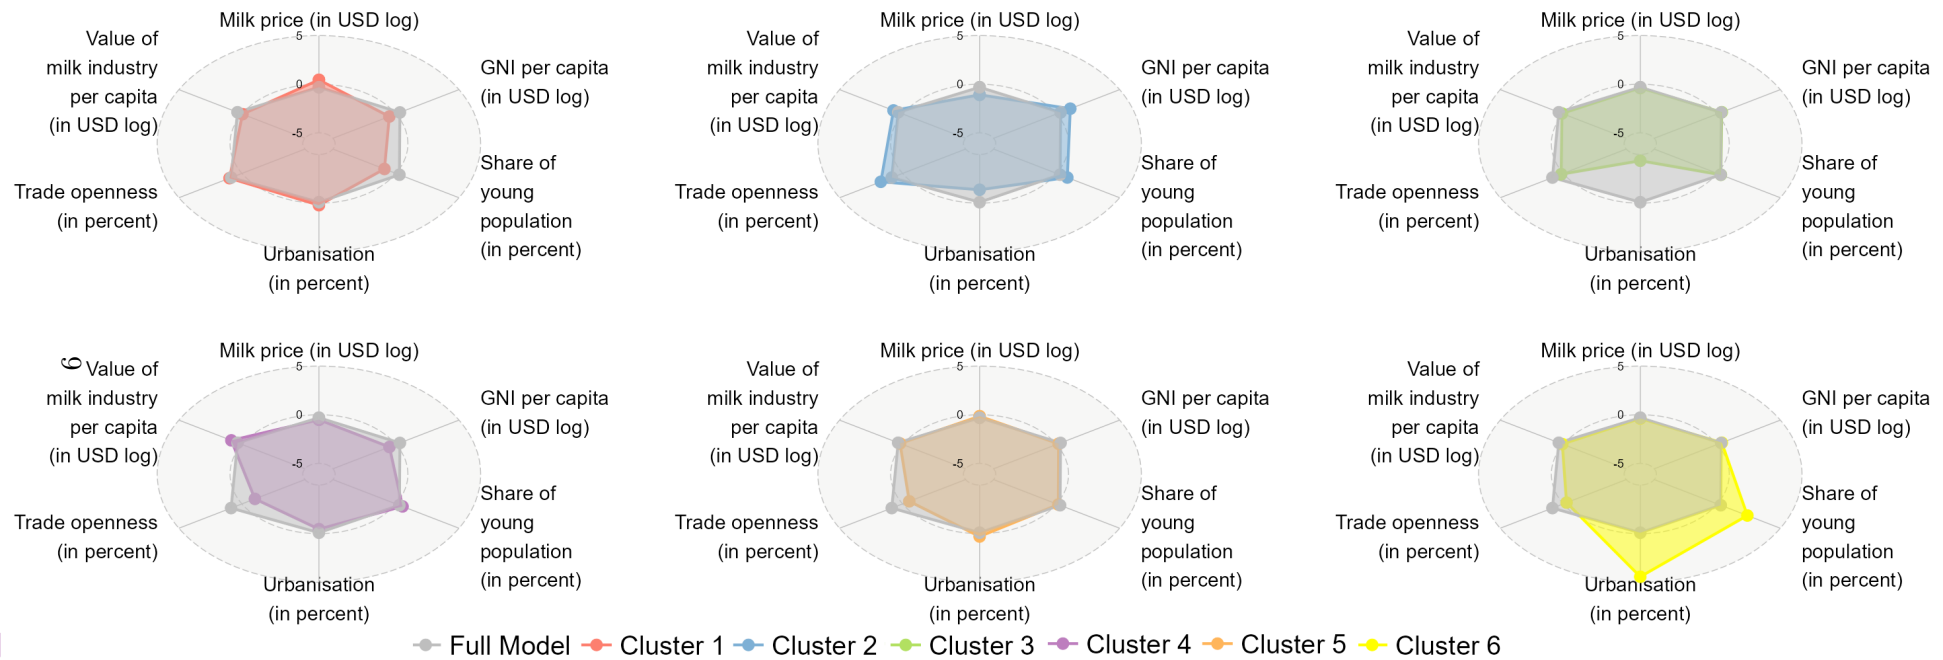 Milk price (in USD log)
5
0
-5
Value of
milk industry
per capita
(in USD log)
GNI per capita
(in USD log)
Share of
young
population
(in percent)
Trade openness
(in percent)
Urbanisation
(in percent)
Milk price (in USD log)
5
0
-5
Value of
milk industry
per capita
(in USD log)
GNI per capita
(in USD log)
Share of
young
population
(in percent)
Trade openness
(in percent)
Urbanisation
(in percent)
Milk price (in USD log)
5
0
-5
Value of
milk industry
per capita
(in USD log)
GNI per capita
(in USD log)
Share of
young
population
(in percent)
Trade openness
(in percent)
Urbanisation
(in percent)
6
Milk price (in USD log)
5
0
-5
Value of
milk industry
per capita
(in USD log)
GNI per capita
(in USD log)
Share of
young
population
(in percent)
Trade openness
(in percent)
Urbanisation
(in percent)
Milk price (in USD log)
5
0
-5
Value of
milk industry
per capita
(in USD log)
GNI per capita
(in USD log)
Share of
young
population
(in percent)
Trade openness
(in percent)
Urbanisation
(in percent)
Milk price (in USD log)
5
0
-5
Value of
milk industry
per capita
(in USD log)
GNI per capita
(in USD log)
Share of
young
population
(in percent)
Trade openness
(in percent)
Urbanisation
(in percent)
Full Model Cluster 1 Cluster 2 Cluster 3 Cluster 4 Cluster 5 Cluster 6